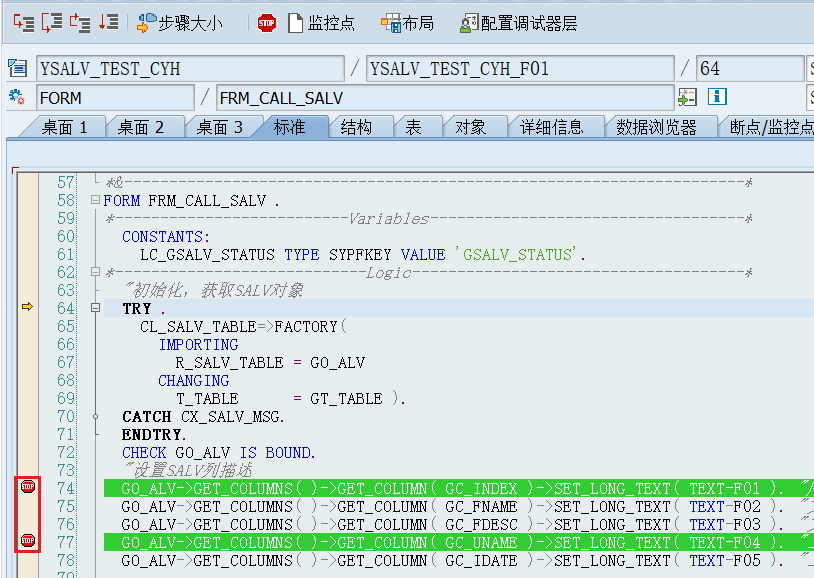 步骤大小 STOP 监控点 布局 配置调试器层
YSALV_TEST_CYH / YSALV_TEST_CYH_F01 / 64
FORM / FRM_CALL_SALV
桌面 1 桌面 2 桌面 3 标准 结构 表 对象 详细信息 数据浏览器 断点/监控点
57 *&----------------------------------------------------------------------*
58 FORM FRM_CALL_SALV .
59 *--------------------------Variables-----------------------------------*
60 CONSTANTS:
61 LC_GSALV_STATUS TYPE SYPFKEY VALUE 'GSALV_STATUS'.
62 *----------------------------Logic-------------------------------------*
63 "初始化，获取SALV对象
64 TRY .
65 CL_SALV_TABLE=>FACTORY(
66 IMPORTING
67 R_SALV_TABLE = GO_ALV
68 CHANGING
69 T_TABLE = GT_TABLE ).
70 CATCH CX_SALV_MSG.
71 ENDTRY.
72 CHECK GO_ALV IS BOUND.
73 "设置SALV列描述
STOP 74 GO_ALV->GET_COLUMNS( )->GET_COLUMN( GC_INDEX )->SET_LONG_TEXT( TEXT-F01 ). "
75 GO_ALV->GET_COLUMNS( )->GET_COLUMN( GC_FNAME )->SET_LONG_TEXT( TEXT-F02 ). "
76 GO_ALV->GET_COLUMNS( )->GET_COLUMN( GC_FDESC )->SET_LONG_TEXT( TEXT-F03 ). "
STOP 77 GO_ALV->GET_COLUMNS( )->GET_COLUMN( GC_UNAME )->SET_LONG_TEXT( TEXT-F04 ). "
78 GO_ALV->GET_COLUMNS( )->GET_COLUMN( GC_IDATE )->SET_LONG_TEXT( TEXT-F05 ). "